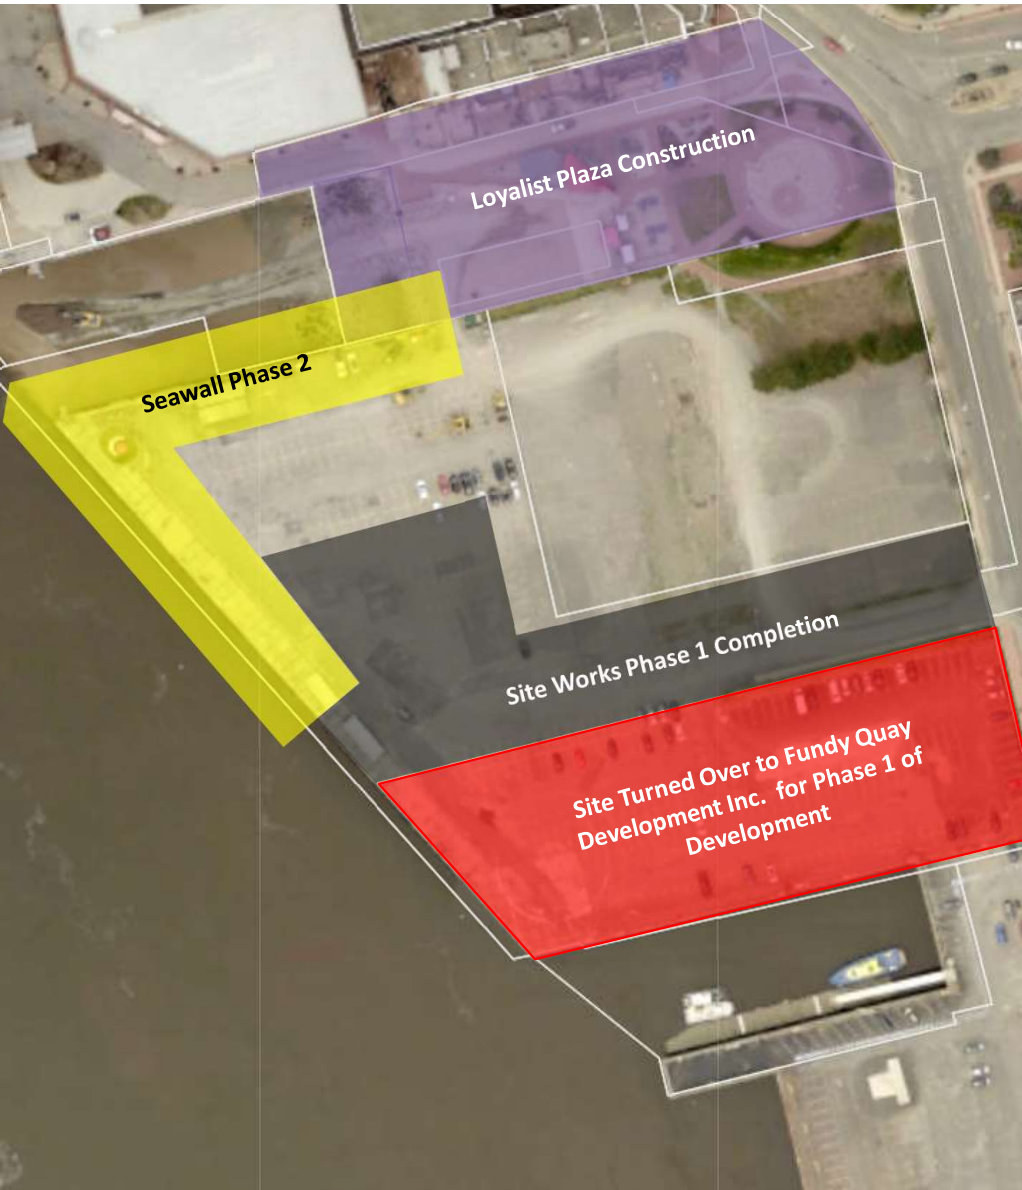 Loyalist Plaza Construction
Seawall Phase 2
Site Works Phase 1 Completion
Site Turned Over to Fundy Quay
Development Inc.  for Phase 1 of
Development